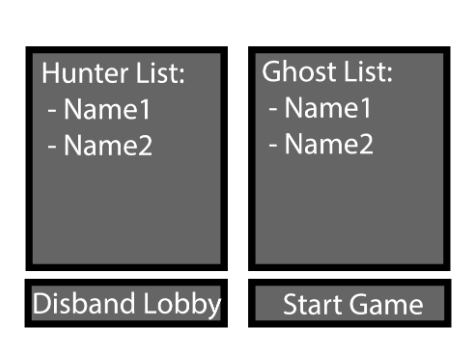 Hunter List:
- Name1
- Name2
Ghost List:
- Name1
- Name2
Disband Lobby
Start Game